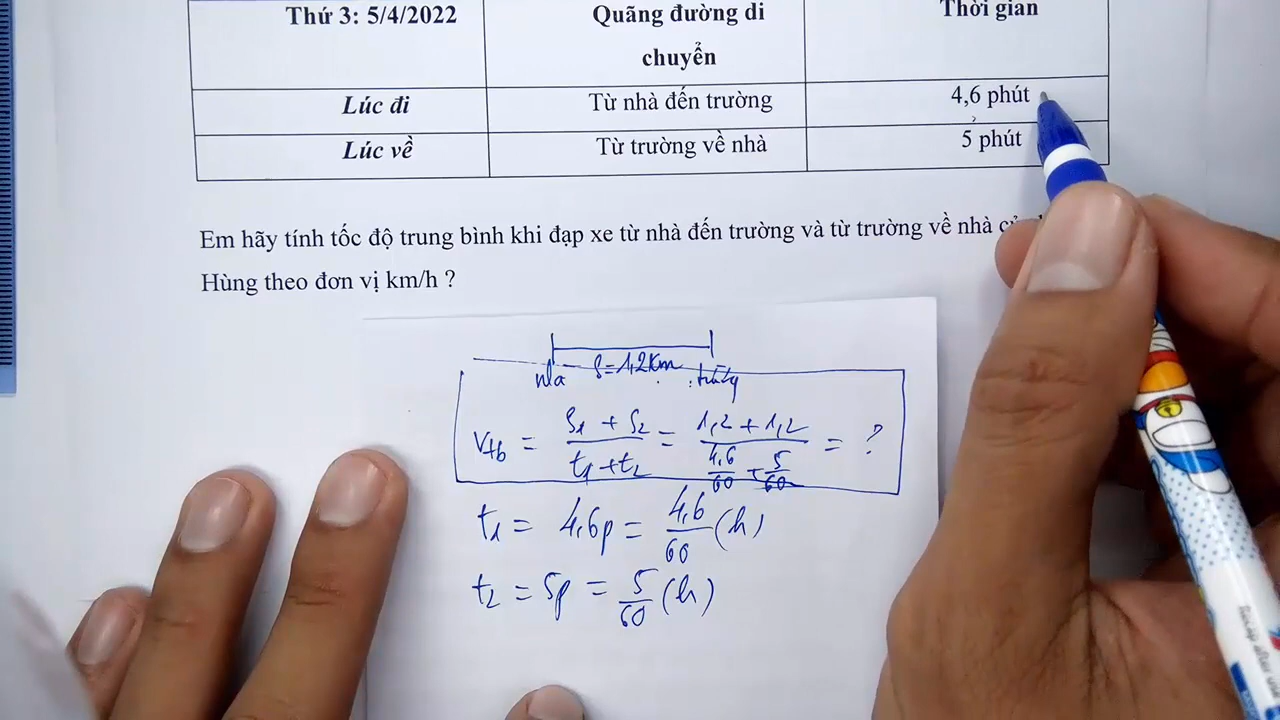 Thứ 3: 5/4/2022
Quãng đường di
chuyển
Thời gian
Lúc đi
Từ nhà đến trường
4,6 phút
Lúc về
Từ trường về nhà
5 phút
Em hãy tính tốc độ trung bình khi đạp xe từ nhà đến trường và từ trường về nhà
Hùng theo đơn vị km/h ?
S=1,2km
Vtb = (S1 + S2)/(t1 + t2) = (1,2 + 1,2)/(4,6/60 + 5/60) = ?
t1 = 4,6p = 4,6/60 (h)
t2 = 5p = 5/60 (h)